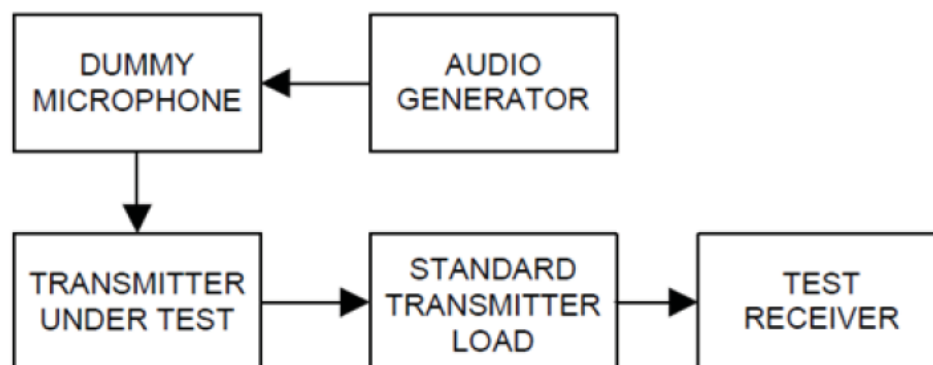 DUMMY
MICROPHONE
AUDIO
GENERATOR
TRANSMITTER
UNDER TEST
STANDARD
TRANSMITTER
LOAD
TEST
RECEIVER